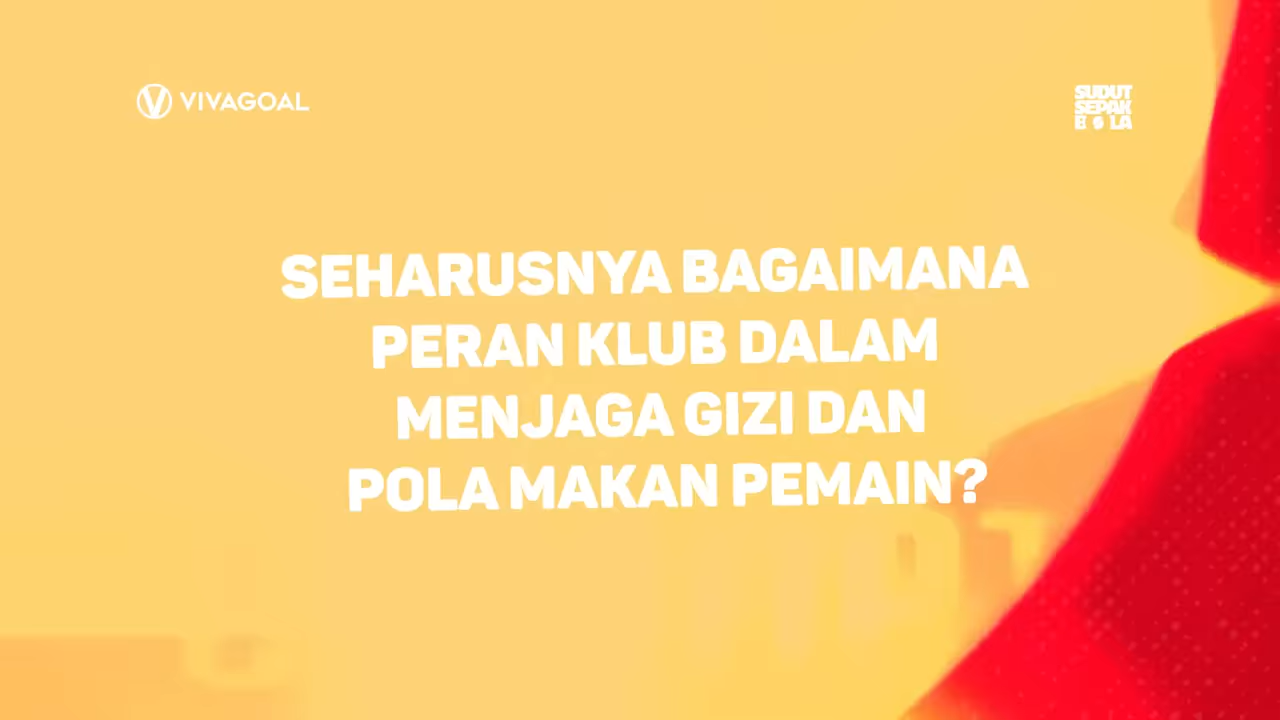 VIVAGOAL
SUDUT
SEPAK
BOLA
SEHARUSNYA BAGAIMANA
PERAN KLUB DALAM
MENJAGA GIZI DAN
POLA MAKAN PEMAIN?